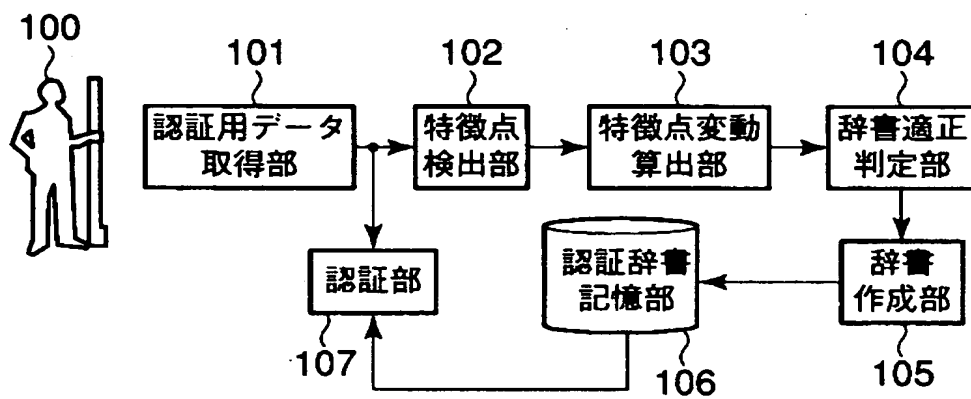 100
101
102
103
104
認証用データ
取得部
特徴点
検出部
特徴点変動
算出部
辞書適正
判定部
認証部
認証辞書
記憶部
辞書
作成部
107
106
105